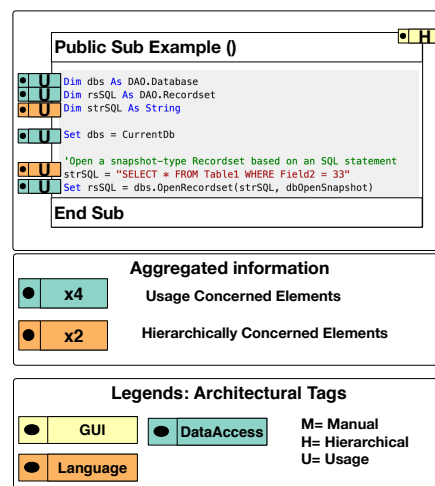 H
Public Sub Example ()
U Dim dbs As DAO.Database
U Dim rsSQL As DAO.Recordset
U Dim strSQL As String
U Set dbs = CurrentDb
'Open a snapshot-type Recordset based on an SQL statement
U strSQL = "SELECT * FROM Table1 WHERE Field2 = 33"
U Set rsSQL = dbs.OpenRecordset(strSQL, dbOpenSnapshot)
End Sub
Aggregated information
x4 Usage Concerned Elements
x2 Hierarchically Concerned Elements
Legends: Architectural Tags
GUI DataAccess M= Manual
H= Hierarchical
U= Usage
Language